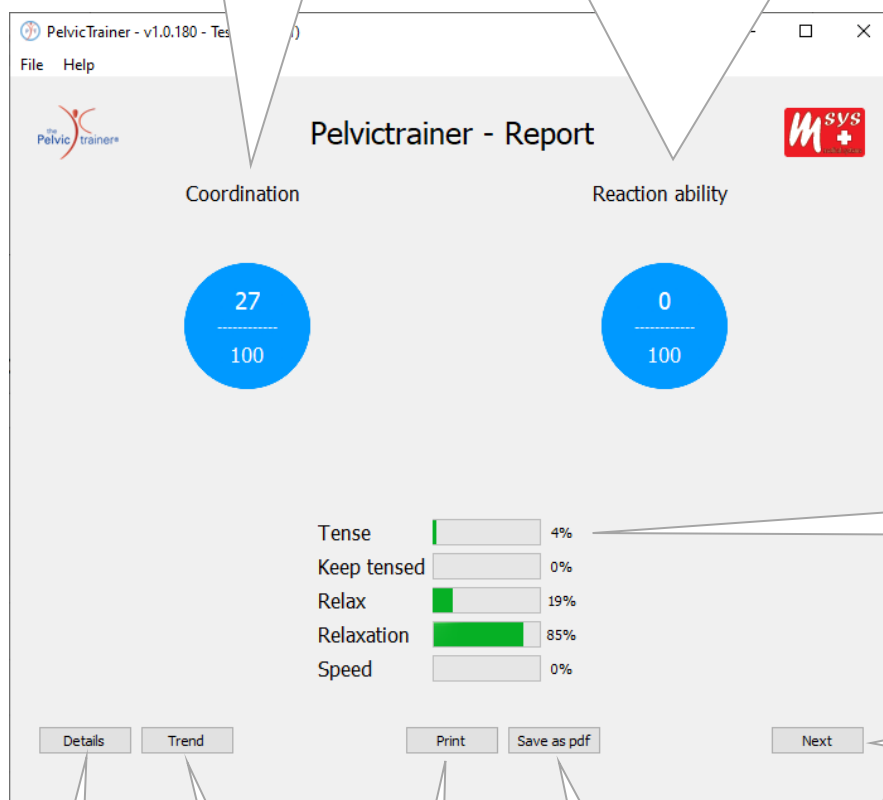 PelvicTrainer - v1.0.180 - Tes
File Help
the
Pelvic trainer®
Pelvictrainer - Report
msys
Coordination
Reaction ability
27
------------
100
0
------------
100
Tense 4%
Keep tensed 0%
Relax 19%
Relaxation 85%
Speed 0%
Details Trend Print Save as pdf Next